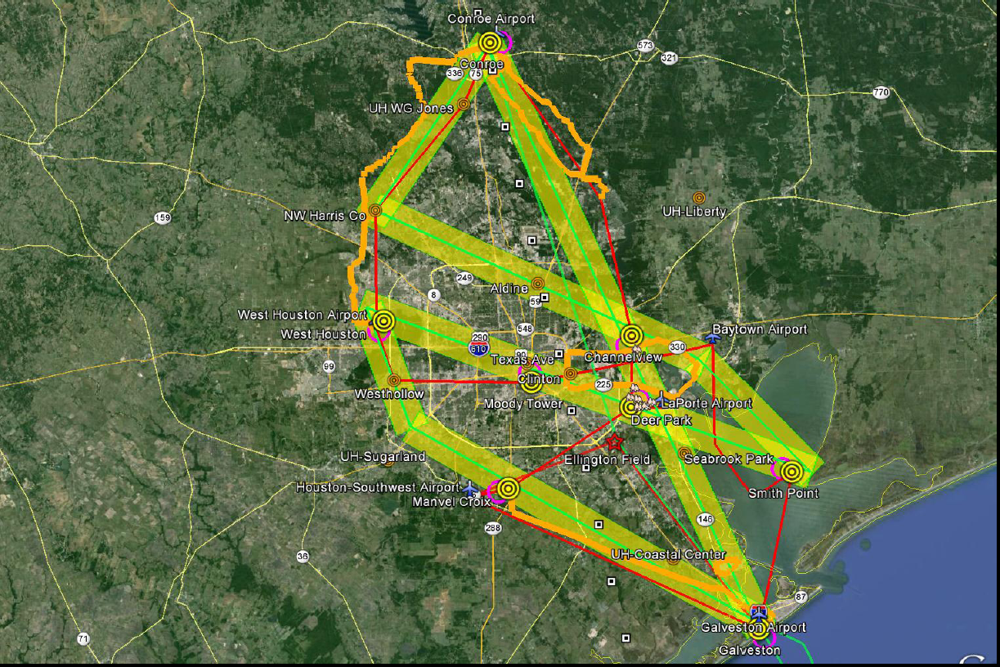 Conroe Airport
573
321
Conroe
336
75
770
UH WG Jones
159
NW Harris Co
UH-Liberty
249
Aldine
8
59
West Houston Airport
548
Baytown Airport
West Houston
290
610
330
90
Texas Ave
Channelview
99
Clinton
225
Westhollow
Moody Tower
LaPorte Airport
Deer Park
UH-Sugarland
Ellington Field
Seabrook Park
Houston-Southwest Airport
Smith Point
Manvel Croix
146
288
36
UH-Coastal Center
87
Galveston Airport
71
Galveston